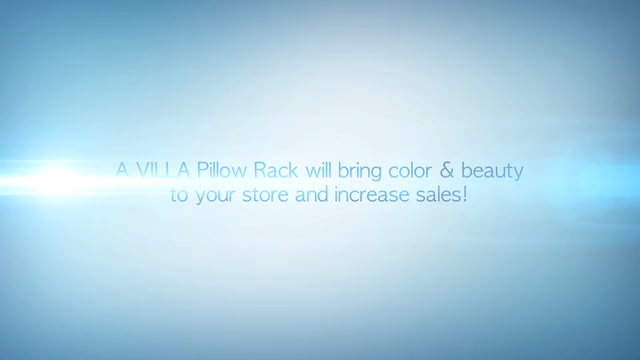 A VILLA Pillow Rack will bring color & beauty
to your store and increase sales!